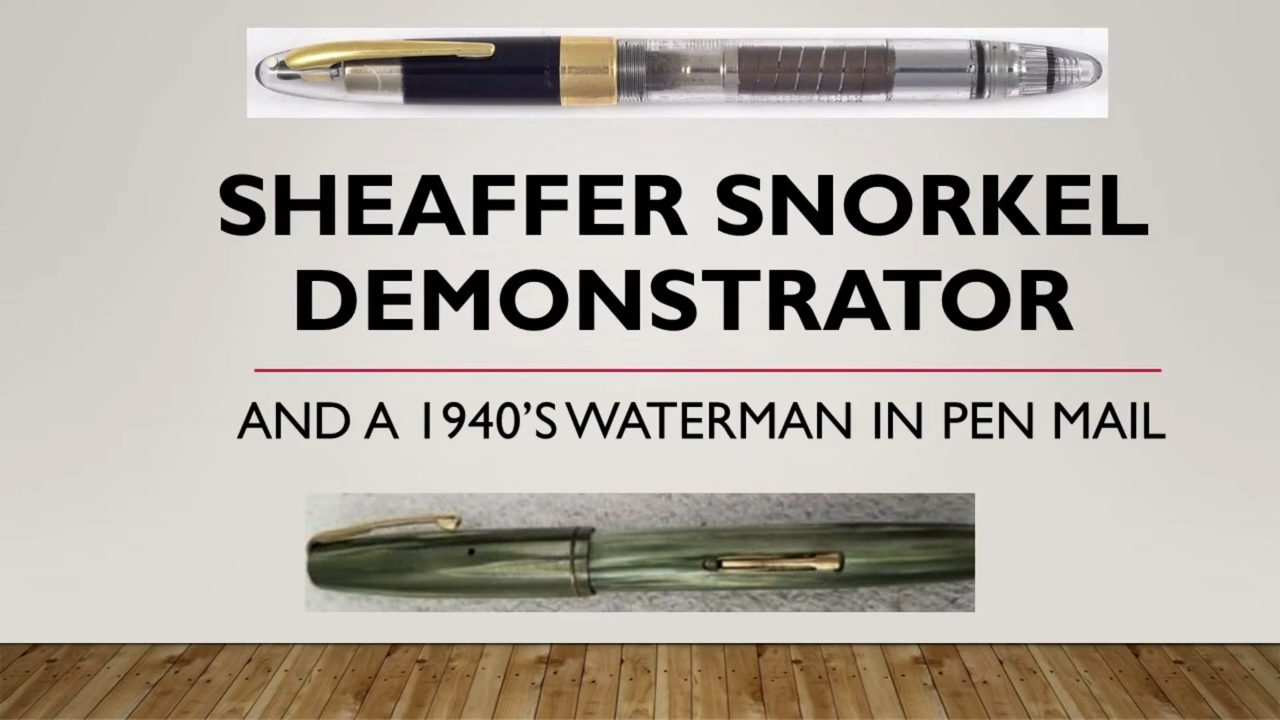 SHEAFFER SNORKEL
DEMONSTRATOR
AND A 1940'S WATERMAN IN PEN MAIL